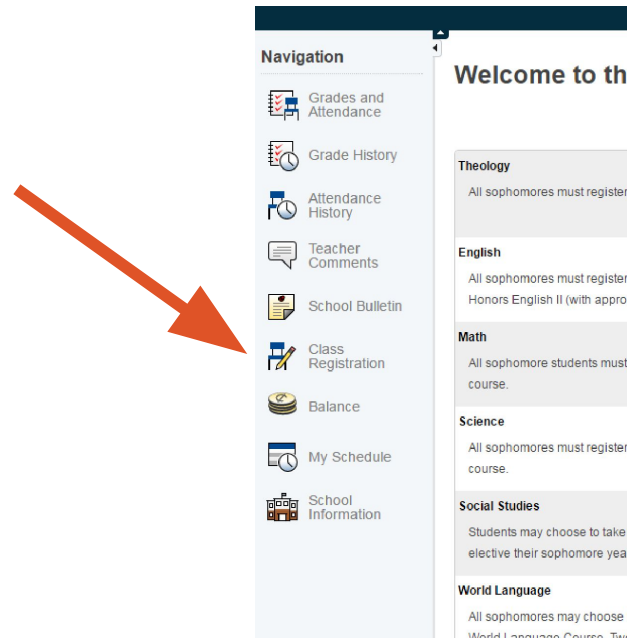 Navigation
Grades and
Attendance
Grade History
Attendance
History
Teacher
Comments
School Bulletin
Class
Registration
Balance
My Schedule
School
Information
Welcome to th
Theology
All sophomores must register
English
All sophomores must register
Honors English II (with appro
Math
All sophomore students must
course.
Science
All sophomores must register
course.
Social Studies
Students may choose to take
elective their sophomore yea
World Language
All sophomores may choose
World Language Course. Tw